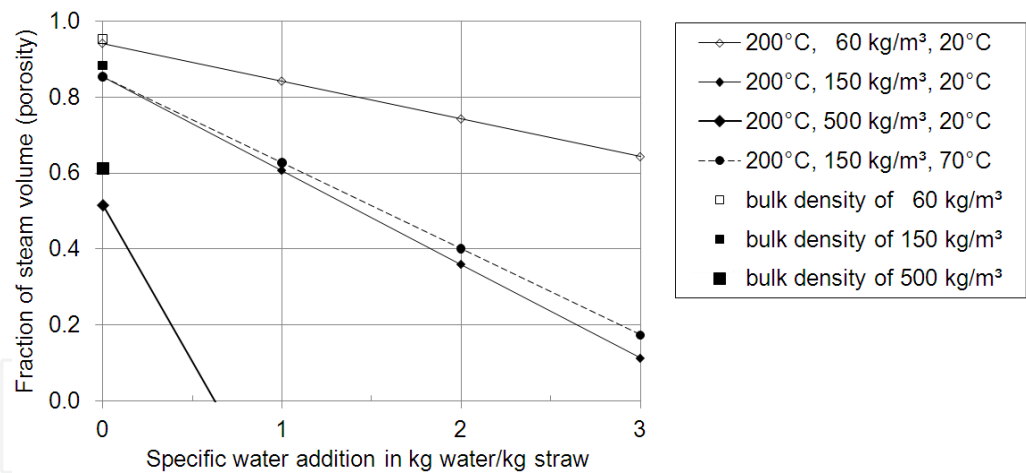 1.0
0.8
0.6
0.4
0.2
0.0
Fraction of steam volume (porosity)
0 1 2 3
Specific water addition in kg water/kg straw
200°C, 60 kg/m³, 20°C
200°C, 150 kg/m³, 20°C
200°C, 500 kg/m³, 20°C
200°C, 150 kg/m³, 70°C
bulk density of 60 kg/m³
bulk density of 150 kg/m³
bulk density of 500 kg/m³